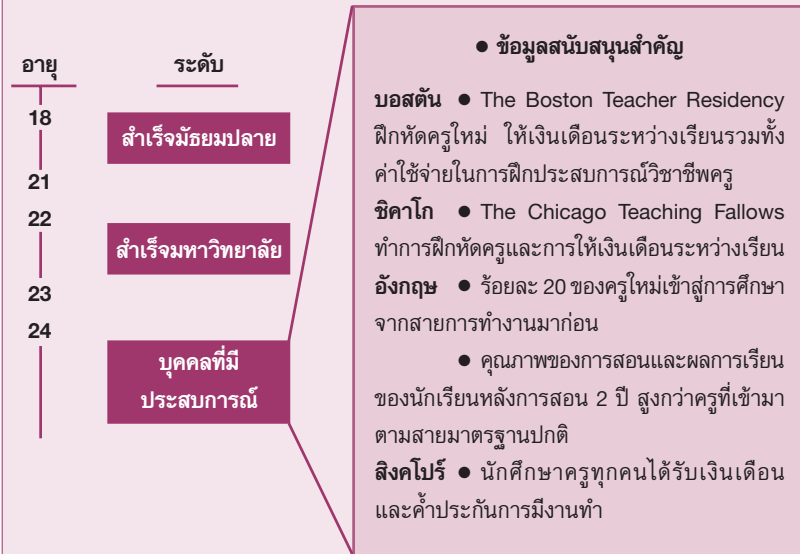 อายุ
ระดับ
18
สำเร็จมัธยมปลาย
21
22
สำเร็จมหาวิทยาลัย
23
24
บุคคลที่มี
ประสบการณ์
● ข้อมูลสนับสนุนสำคัญ
บอสตัน ● The Boston Teacher Residency
ฝึกหัดครูใหม่ ให้เงินเดือนระหว่างเรียนรวมทั้ง
ค่าใช้จ่ายในการฝึกประสบการณ์วิชาชีพครู
ชิคาโก ● The Chicago Teaching Fallows
ทำการฝึกหัดครูและการให้เงินเดือนระหว่างเรียน
อังกฤษ ● ร้อยละ 20 ของครูใหม่เข้าสู่การศึกษา
จากสายการทำงานมาก่อน
● คุณภาพของการสอนและผลการเรียน
ของนักเรียนหลังการสอน 2 ปี สูงกว่าครูที่เข้ามา
ตามสายมาตรฐานปกติ
สิงคโปร์ ● นักศึกษาครูทุกคนได้รับเงินเดือน
และค้ำประกันการมีงานทำ